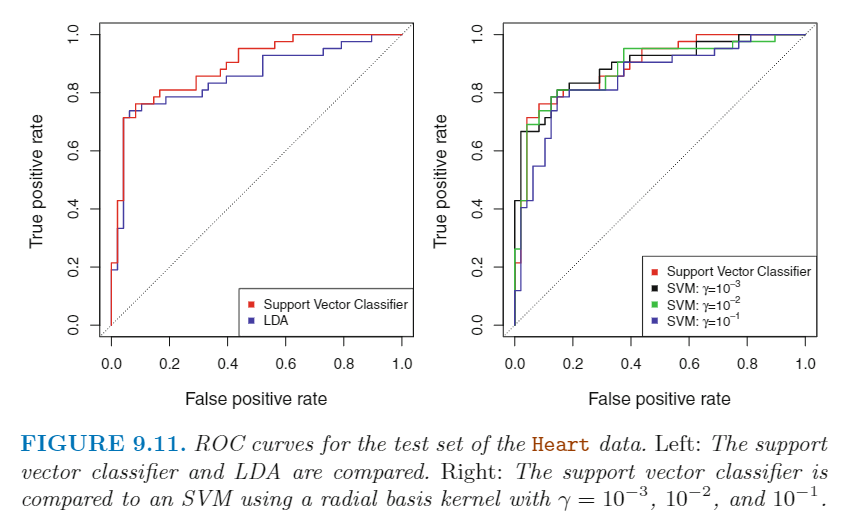 True positive rate
1.0
0.8
0.6
0.4
0.2
0.0
Support Vector Classifier
LDA
0.0 0.2 0.4 0.6 0.8 1.0
False positive rate
True positive rate
1.0
0.8
0.6
0.4
0.2
0.0
Support Vector Classifier
SVM: γ=10⁻³
SVM: γ=10⁻²
SVM: γ=10⁻¹
0.0 0.2 0.4 0.6 0.8 1.0
False positive rate
FIGURE 9.11. ROC curves for the test set of the Heart data. Left: The support
vector classifier and LDA are compared. Right: The support vector classifier is
compared to an SVM using a radial basis kernel with γ = 10⁻³, 10⁻², and 10⁻¹.